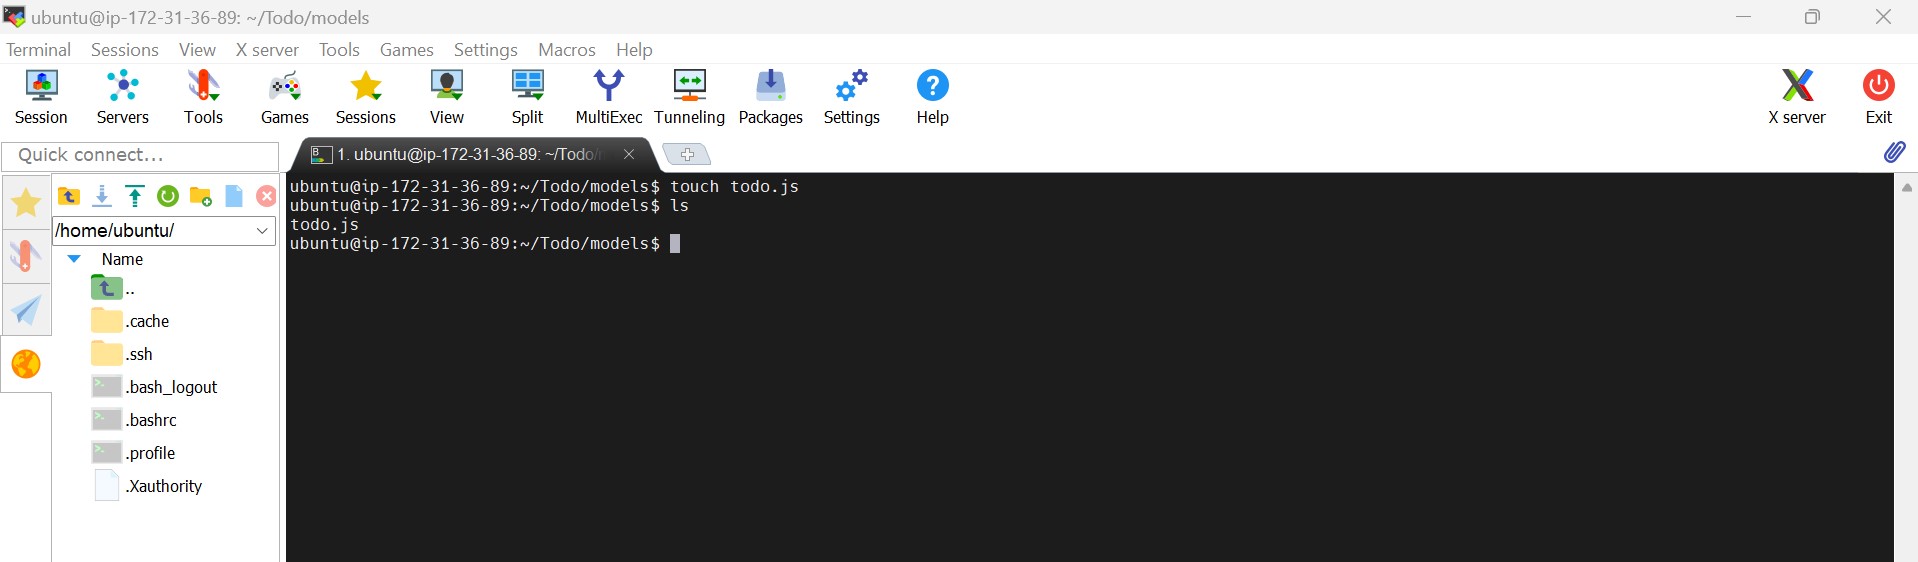 ubuntu@ip-172-31-36-89: ~/Todo/models
Terminal Sessions View X server Tools Games Settings Macros Help
Session Servers Tools Games Sessions View Split MultiExec Tunneling Packages Settings Help X server Exit
Quick connect...
1. ubuntu@ip-172-31-36-89: ~/Todo/
/home/ubuntu/
Name
..
.cache
.ssh
.bash_logout
.bashrc
.profile
.Xauthority
ubuntu@ip-172-31-36-89:~/Todo/models$ touch todo.js
ubuntu@ip-172-31-36-89:~/Todo/models$ ls
todo.js
ubuntu@ip-172-31-36-89:~/Todo/models$